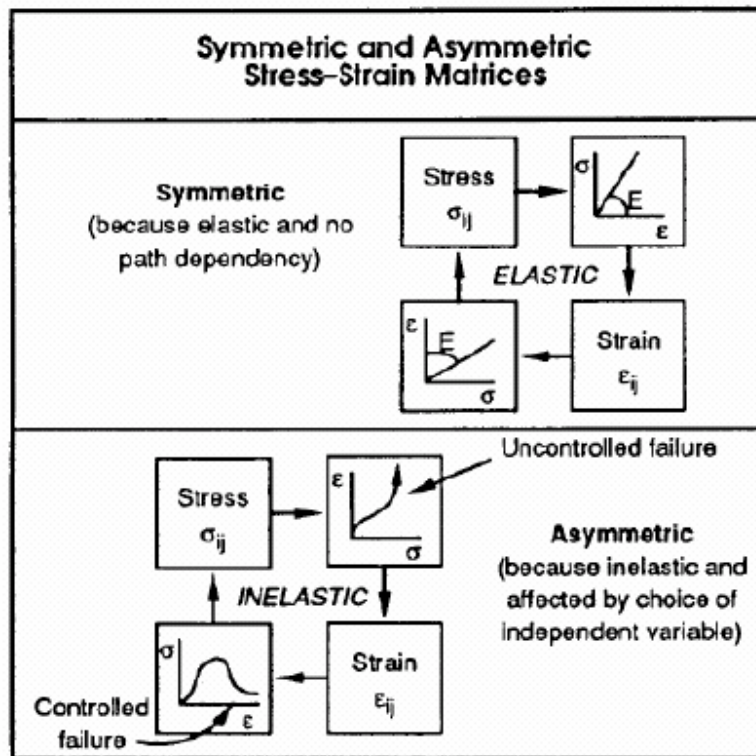 Symmetric and Asymmetric
Stress–Strain Matrices
Symmetric
(because elastic and no
path dependency)
Stress
σij
σ
E
ε
ELASTIC
ε
E
σ
Strain
εij
Uncontrolled failure
Stress
σij
ε
σ
Asymmetric
(because inelastic and
affected by choice of
independent variable)
INELASTIC
σ
ε
Strain
εij
Controlled
failure